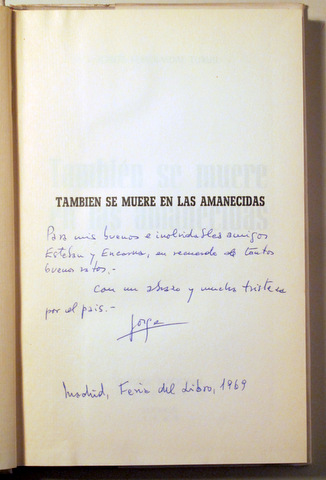 TAMBIEN SE MUERE EN LAS AMANECIDAS
Para mis buenos e inolvidables amigos
Esteban y Encarna, en recuerdo de tantos
buenos ratos.-
Con un abrazo y mucha tristeza
por el pais.-
Jorge
Madrid, Feria del Libro, 1969